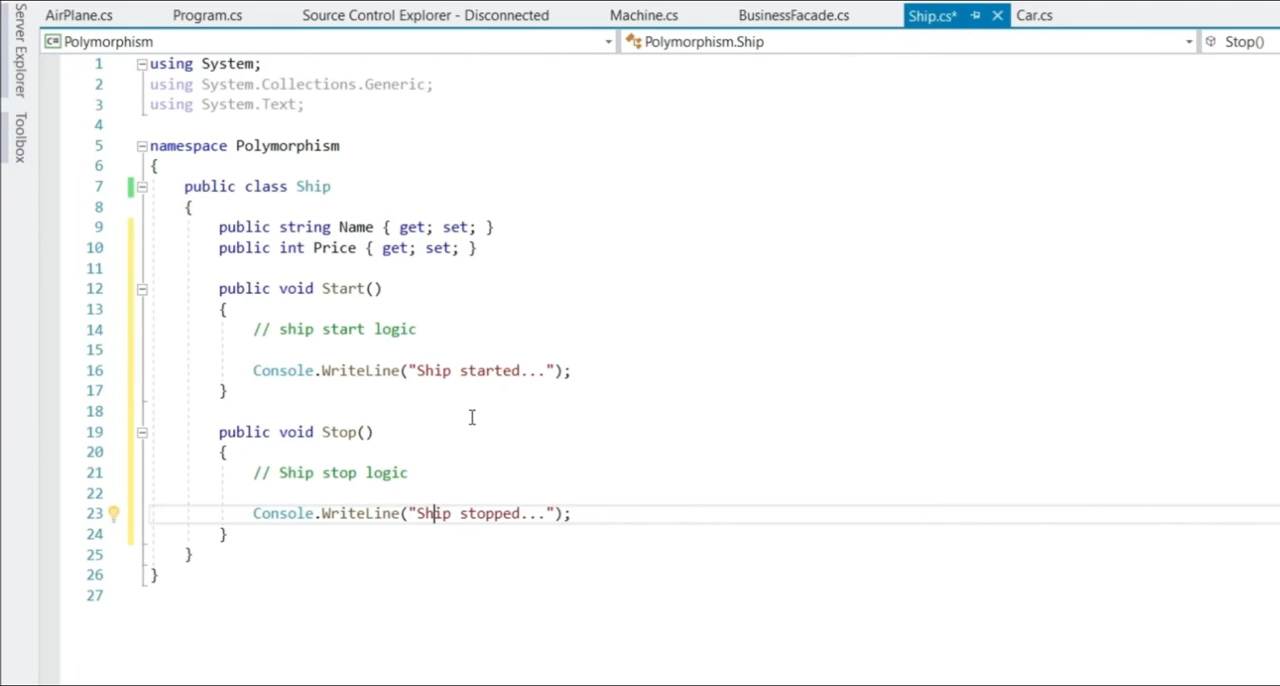 AirPlane.cs Program.cs Source Control Explorer - Disconnected Machine.cs BusinessFacade.cs Ship.cs* Car.cs
Server Explorer
Toolbox
C# Polymorphism Polymorphism.Ship Stop()
1 using System;
2 using System.Collections.Generic;
3 using System.Text;
4
5 namespace Polymorphism
6 {
7 public class Ship
8 {
9 public string Name { get; set; }
10 public int Price { get; set; }
11
12 public void Start()
13 {
14 // ship start logic
15
16 Console.WriteLine("Ship started...");
17 }
18
19 public void Stop()
20 {
21 // Ship stop logic
22
23 Console.WriteLine("Ship stopped...");
24 }
25 }
26 }
27